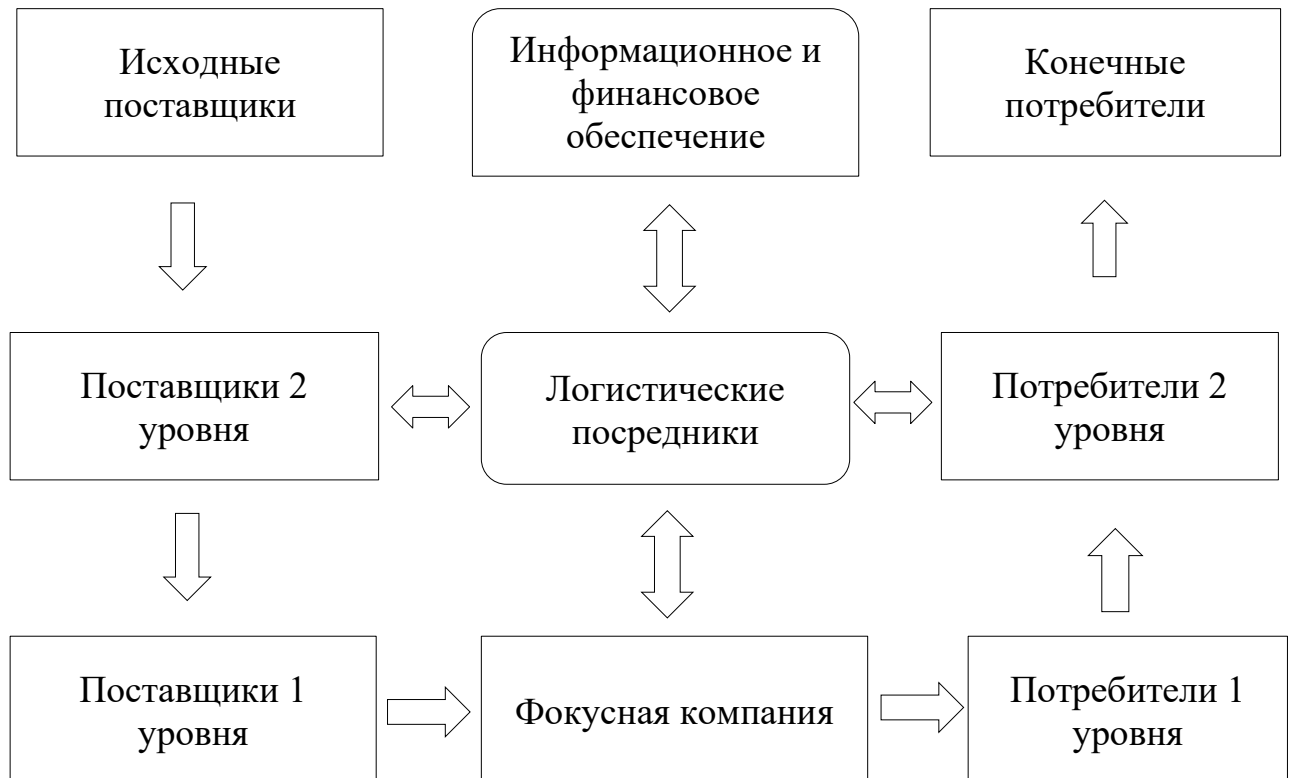 Исходные
поставщики
Информационное и
финансовое
обеспечение
Конечные
потребители
Поставщики 2
уровня
Логистические
посредники
Потребители 2
уровня
Поставщики 1
уровня
Фокусная компания
Потребители 1
уровня